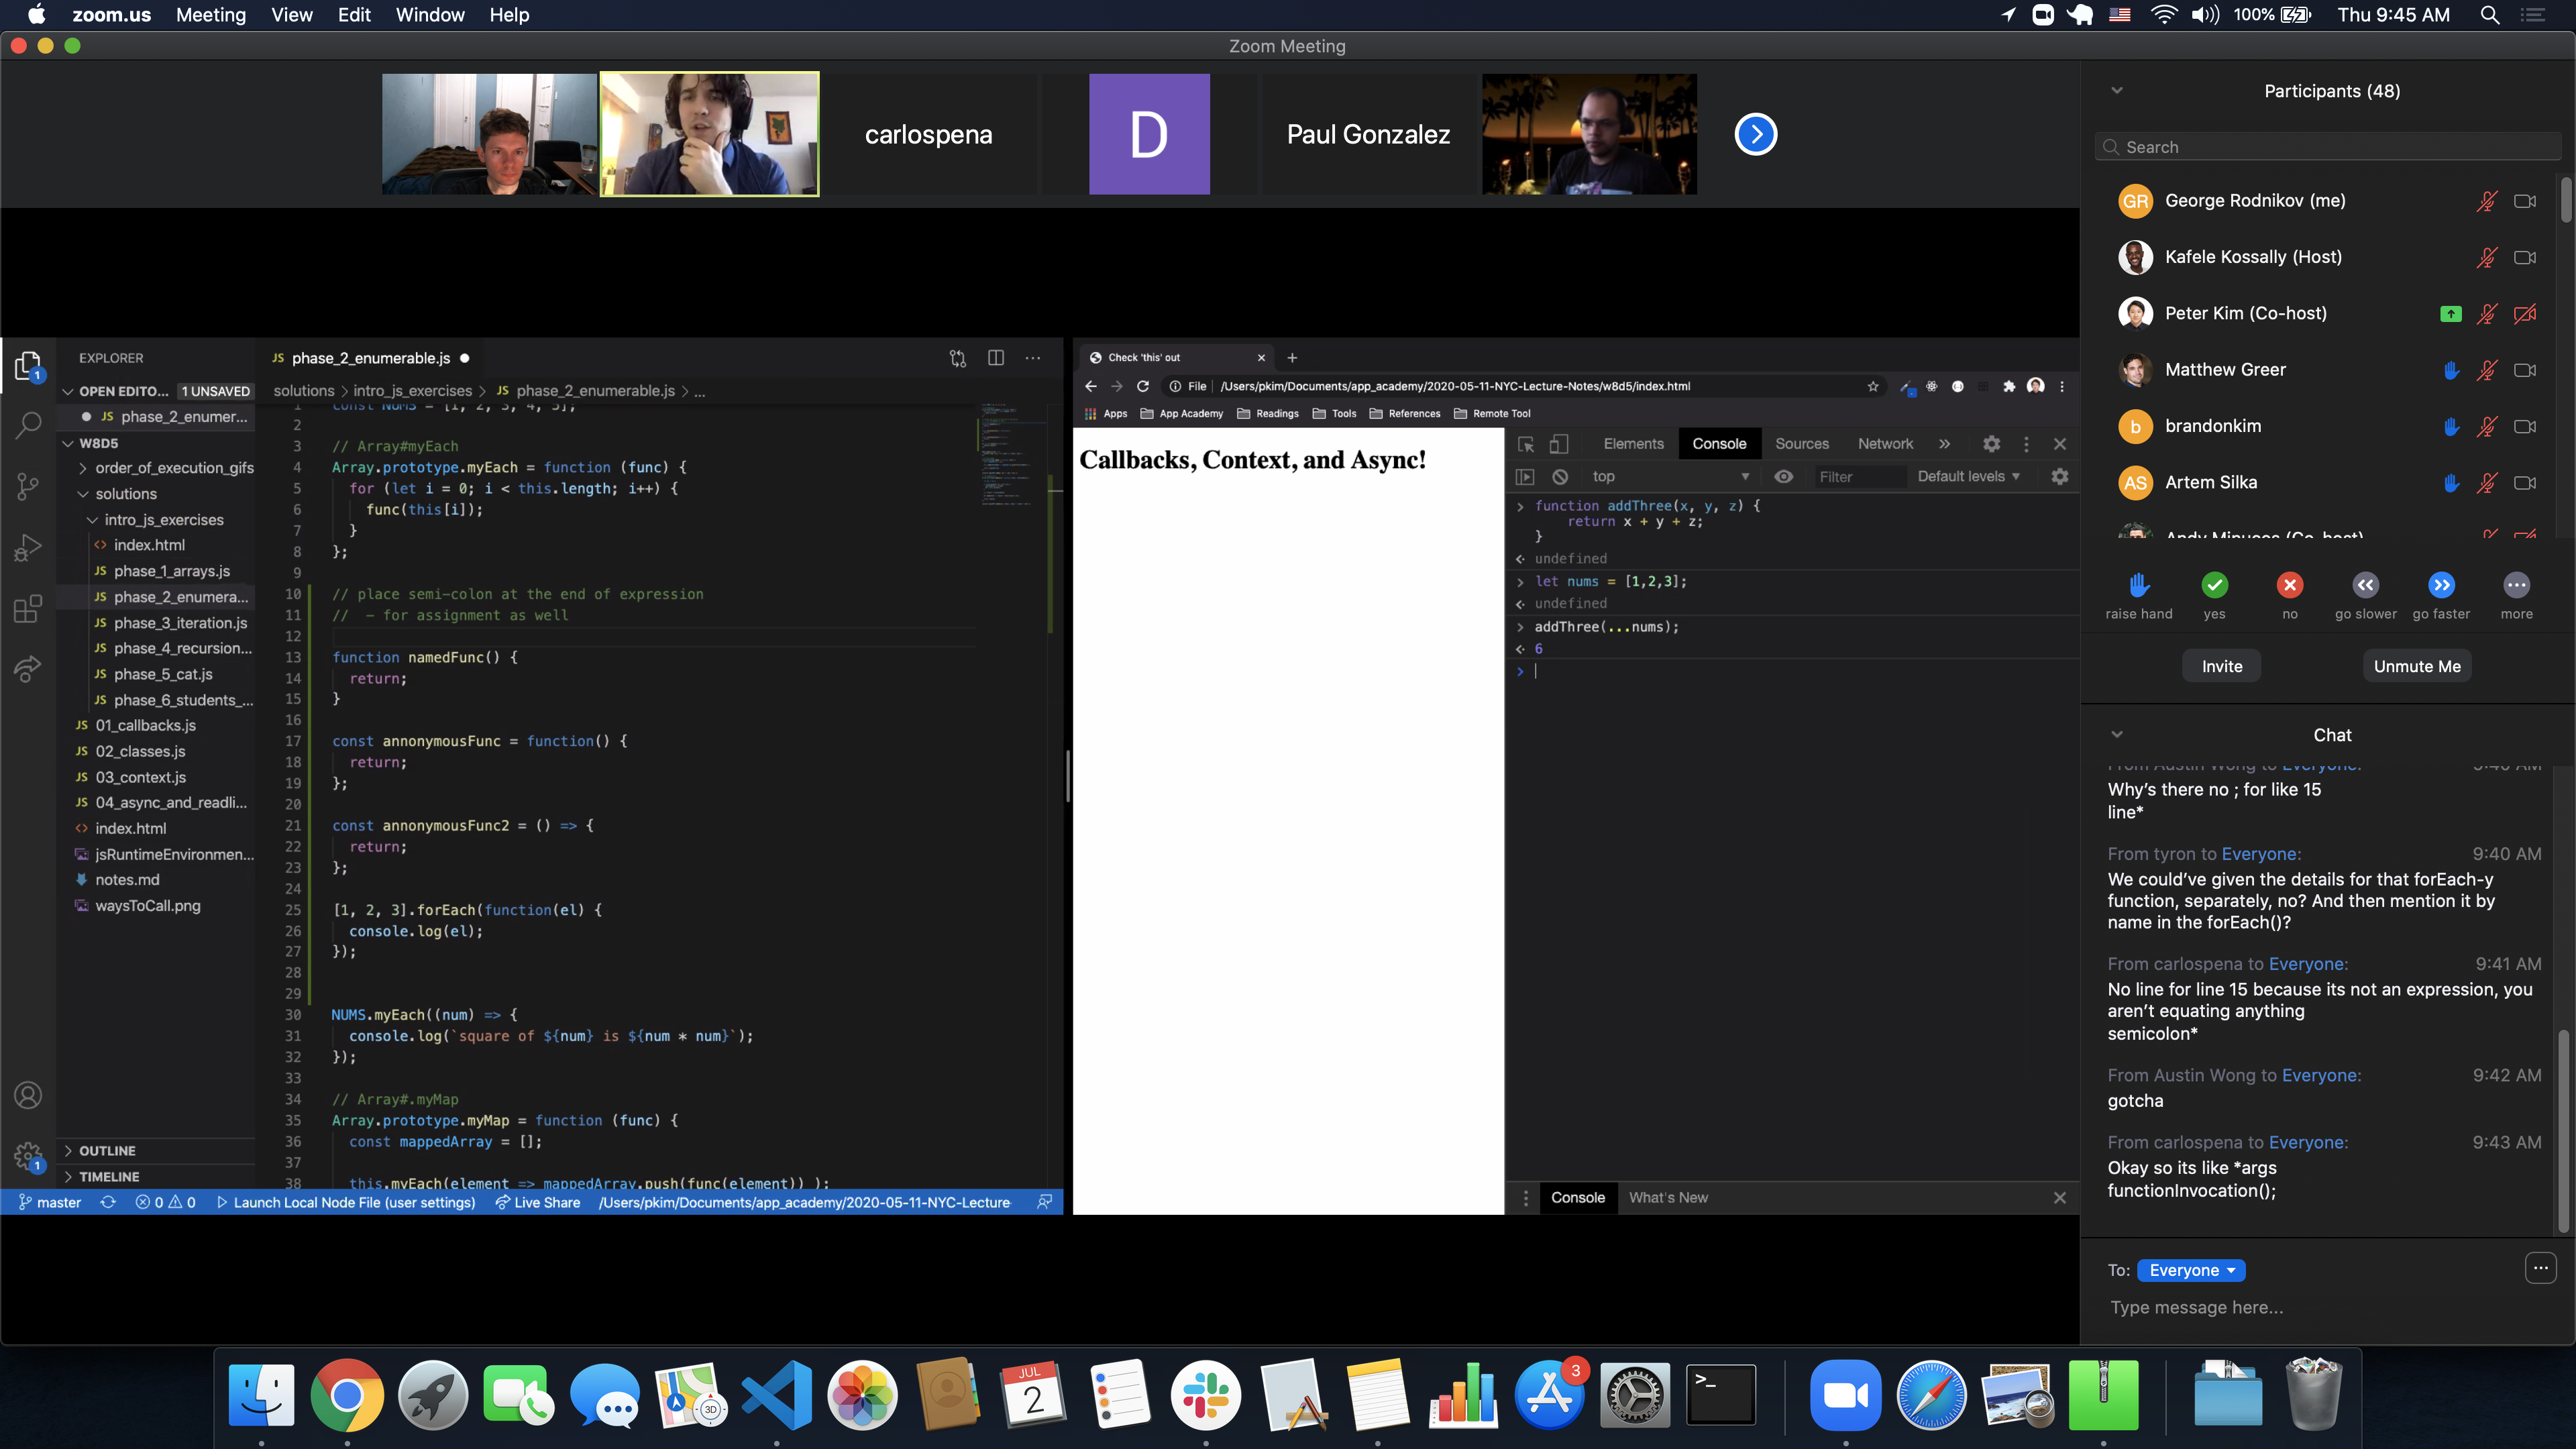 zoom.us Meeting View Edit Window Help
100% Thu 9:45 AM
Zoom Meeting
carlospena
D
Paul Gonzalez
Participants (48)
Search
GR George Rodnikov (me)
Kafele Kossally (Host)
Peter Kim (Co-host)
Matthew Greer
b brandonkim
AS Artem Silka
raise hand yes no go slower go faster more
Invite Unmute Me
Chat
Why's there no ; for like 15
line*
From tyron to Everyone: 9:40 AM
We could've given the details for that forEach-y
function, separately, no? And then mention it by
name in the forEach()?
From carlospena to Everyone: 9:41 AM
No line for line 15 because its not an expression, you
aren't equating anything
semicolon*
From Austin Wong to Everyone: 9:42 AM
gotcha
From carlospena to Everyone: 9:43 AM
Okay so its like *args
functionInvocation();
To: Everyone
Type message here...
EXPLORER
OPEN EDITO... 1 UNSAVED
JS phase_2_enumer...
W8D5
order_of_execution_gifs
solutions
intro_js_exercises
<> index.html
JS phase_1_arrays.js
JS phase_2_enumera...
JS phase_3_iteration.js
JS phase_4_recursion...
JS phase_5_cat.js
JS phase_6_students_...
JS 01_callbacks.js
JS 02_classes.js
JS 03_context.js
JS 04_async_and_readli...
<> index.html
jsRuntimeEnvironmen...
notes.md
waysToCall.png
OUTLINE
TIMELINE
JS phase_2_enumerable.js
solutions > intro_js_exercises > JS phase_2_enumerable.js > ...
1 const NUMS = [1, 2, 3, 4, 5];
2
3 // Array#myEach
4 Array.prototype.myEach = function (func) {
5 for (let i = 0; i < this.length; i++) {
6 func(this[i]);
7 }
8 };
9
10 // place semi-colon at the end of expression
11 // - for assignment as well
12
13 function namedFunc() {
14 return;
15 }
16
17 const annonymousFunc = function() {
18 return;
19 };
20
21 const annonymousFunc2 = () => {
22 return;
23 };
24
25 [1, 2, 3].forEach(function(el) {
26 console.log(el);
27 });
28
29
30 NUMS.myEach((num) => {
31 console.log(`square of ${num} is ${num * num}`);
32 });
33
34 // Array#.myMap
35 Array.prototype.myMap = function (func) {
36 const mappedArray = [];
37
38 this.myEach(element => mappedArray.push(func(element)) );
master 0 0 Launch Local Node File (user settings) Live Share /Users/pkim/Documents/app_academy/2020-05-11-NYC-Lecture-
Check 'this' out
File /Users/pkim/Documents/app_academy/2020-05-11-NYC-Lecture-Notes/w8d5/index.html
Apps App Academy Readings Tools References Remote Tool
Callbacks, Context, and Async!
Elements Console Sources Network
top Filter Default levels
function addThree(x, y, z) {
return x + y + z;
}
undefined
let nums = [1,2,3];
undefined
addThree(...nums);
6
Console What's New
JUL
2
3D
3
>_